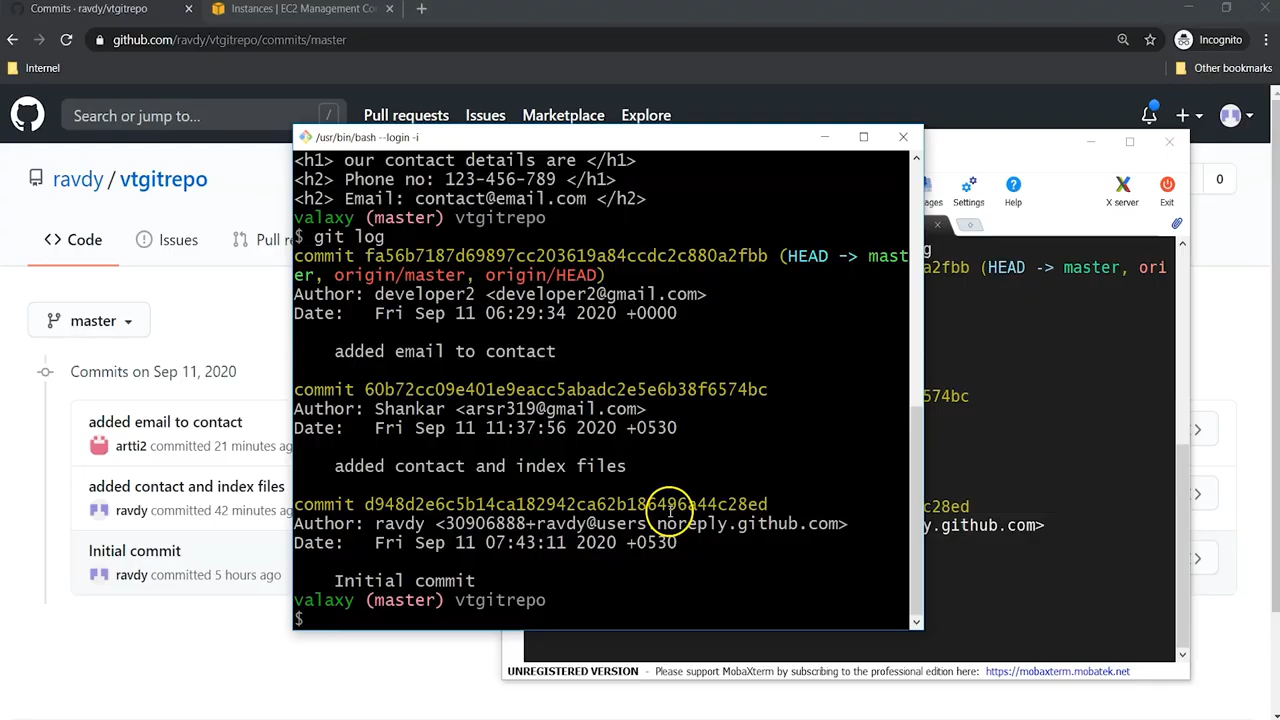 Commits · ravdy/vtgitrepo
Instances | EC2 Management Co
github.com/ravdy/vtgitrepo/commits/master
Incognito
Internet
Other bookmarks
Search or jump to...
/
Pull requests
Issues
Marketplace
Explore
/usr/bin/bash --login -i
ravdy / vtgitrepo
0
Settings
Help
X server
Exit
Code
Issues
Pull r
master
Commits on Sep 11, 2020
added email to contact
artti2 committed 21 minutes ag
added contact and index files
ravdy committed 42 minutes ag
Initial commit
ravdy committed 5 hours ago
<h1> our contact details are </h1>
<h2> Phone no: 123-456-789 </h1>
<h2> Email: contact@email.com </h2>
valaxy (master) vtgitrepo
$ git log
commit fa56b7187d69897cc203619a84ccdc2c880a2fbb (HEAD -> mast
er, origin/master, origin/HEAD)
Author: developer2 <developer2@gmail.com>
Date:   Fri Sep 11 06:29:34 2020 +0000
added email to contact
commit 60b72cc09e401e9eacc5abadc2e5e6b38f6574bc
Author: Shankar <arsr319@gmail.com>
Date:   Fri Sep 11 11:37:56 2020 +0530
added contact and index files
commit d948d2e6c5b14ca182942ca62b186496a44c28ed
Author: ravdy <30906888+ravdy@users.noreply.github.com>
Date:   Fri Sep 11 07:43:11 2020 +0530
Initial commit
valaxy (master) vtgitrepo
$
a2fbb (HEAD -> master, ori
574bc
c28ed
y.github.com>
UNREGISTERED VERSION - Please support MobaXterm by subscribing to the professional edition here: https://mobaxterm.mobatek.net